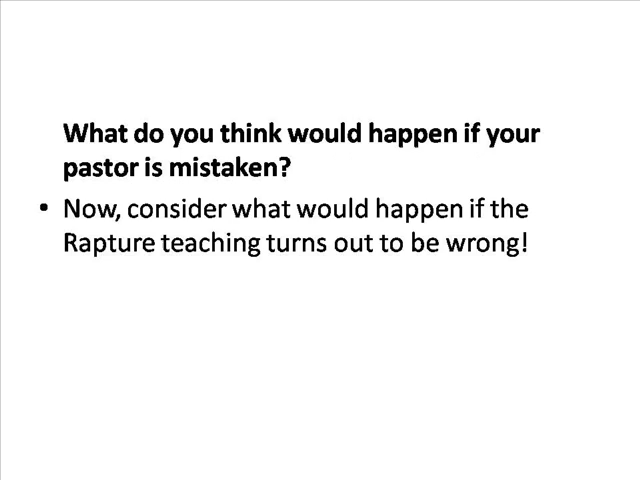 What do you think would happen if your
pastor is mistaken?
• Now, consider what would happen if the
Rapture teaching turns out to be wrong!